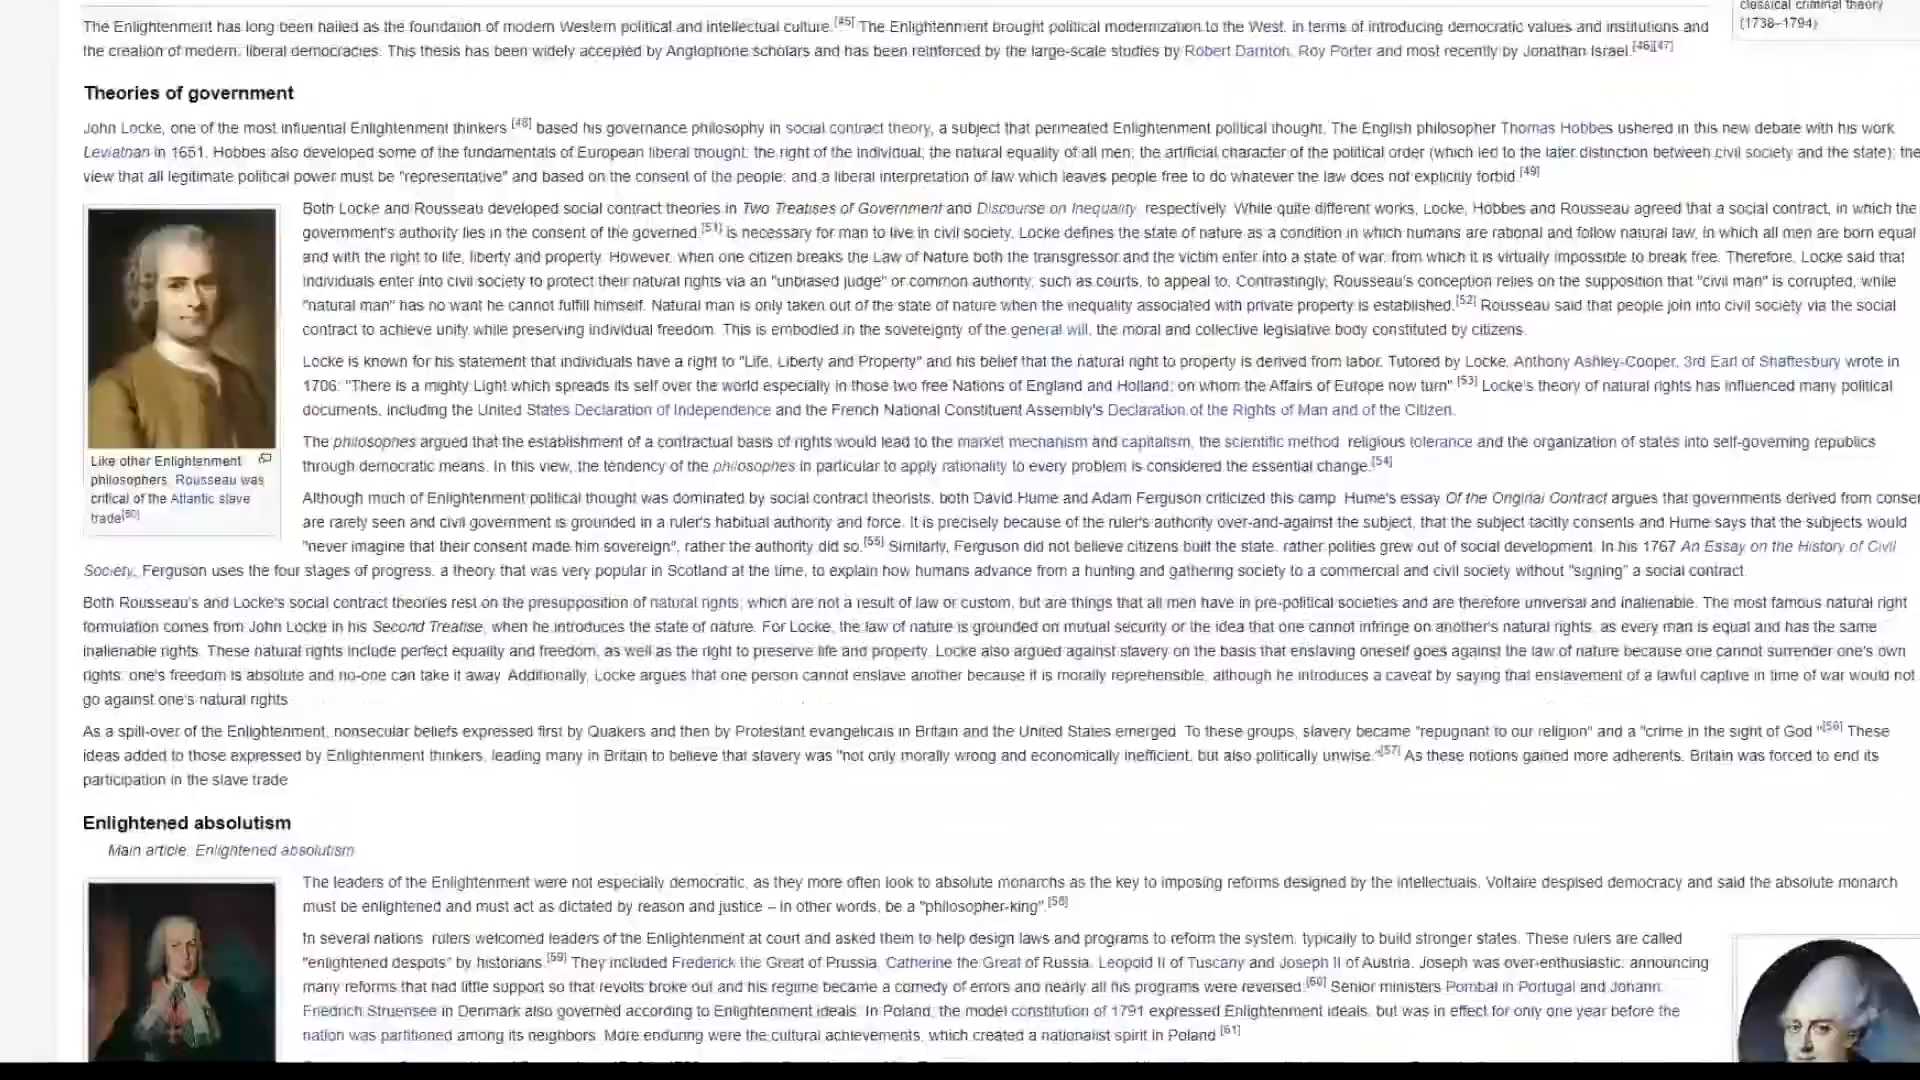 classical criminal theory
(1738–1794)
The Enlightenment has long been hailed as the foundation of modern Western political and intellectual culture.[45] The Enlightenment brought political modernization to the West, in terms of introducing democratic values and institutions and
the creation of modern, liberal democracies. This thesis has been widely accepted by Anglophone scholars and has been reinforced by the large-scale studies by Robert Darnton, Roy Porter and most recently by Jonathan Israel.[46][47]
Theories of government
John Locke, one of the most influential Enlightenment thinkers [48] based his governance philosophy in social contract theory, a subject that permeated Enlightenment political thought. The English philosopher Thomas Hobbes ushered in this new debate with his work
Leviathan in 1651. Hobbes also developed some of the fundamentals of European liberal thought: the right of the individual; the natural equality of all men; the artificial character of the political order (which led to the later distinction between civil society and the state); the
view that all legitimate political power must be "representative" and based on the consent of the people; and a liberal interpretation of law which leaves people free to do whatever the law does not explicitly forbid.[49]
Both Locke and Rousseau developed social contract theories in Two Treatises of Government and Discourse on Inequality, respectively. While quite different works, Locke, Hobbes and Rousseau agreed that a social contract, in which the
government's authority lies in the consent of the governed,[51] is necessary for man to live in civil society. Locke defines the state of nature as a condition in which humans are rational and follow natural law, in which all men are born equal
and with the right to life, liberty and property. However, when one citizen breaks the Law of Nature both the transgressor and the victim enter into a state of war, from which it is virtually impossible to break free. Therefore, Locke said that
individuals enter into civil society to protect their natural rights via an "unbiased judge" or common authority, such as courts, to appeal to. Contrastingly, Rousseau's conception relies on the supposition that "civil man" is corrupted, while
"natural man" has no want he cannot fulfill himself. Natural man is only taken out of the state of nature when the inequality associated with private property is established.[52] Rousseau said that people join into civil society via the social
contract to achieve unity while preserving individual freedom. This is embodied in the sovereignty of the general will, the moral and collective legislative body constituted by citizens.
Locke is known for his statement that individuals have a right to "Life, Liberty and Property" and his belief that the natural right to property is derived from labor. Tutored by Locke, Anthony Ashley-Cooper, 3rd Earl of Shaftesbury wrote in
1706: "There is a mighty Light which spreads its self over the world especially in those two free Nations of England and Holland; on whom the Affairs of Europe now turn" [53] Locke's theory of natural rights has influenced many political
documents, including the United States Declaration of Independence and the French National Constituent Assembly's Declaration of the Rights of Man and of the Citizen.
The philosophes argued that the establishment of a contractual basis of rights would lead to the market mechanism and capitalism, the scientific method, religious tolerance and the organization of states into self-governing republics
through democratic means. In this view, the tendency of the philosophes in particular to apply rationality to every problem is considered the essential change.[54]
Like other Enlightenment
philosophers, Rousseau was
critical of the Atlantic slave
trade[50]
Although much of Enlightenment political thought was dominated by social contract theorists, both David Hume and Adam Ferguson criticized this camp. Hume's essay Of the Original Contract argues that governments derived from conse
are rarely seen and civil government is grounded in a ruler's habitual authority and force. It is precisely because of the ruler's authority over-and-against the subject, that the subject tacitly consents and Hume says that the subjects would
"never imagine that their consent made him sovereign", rather the authority did so.[55] Similarly, Ferguson did not believe citizens built the state, rather polities grew out of social development. In his 1767 An Essay on the History of Civil
Society, Ferguson uses the four stages of progress, a theory that was very popular in Scotland at the time, to explain how humans advance from a hunting and gathering society to a commercial and civil society without "signing" a social contract.
Both Rousseau's and Locke's social contract theories rest on the presupposition of natural rights, which are not a result of law or custom, but are things that all men have in pre-political societies and are therefore universal and inalienable. The most famous natural right
formulation comes from John Locke in his Second Treatise, when he introduces the state of nature. For Locke, the law of nature is grounded on mutual security or the idea that one cannot infringe on another's natural rights, as every man is equal and has the same
inalienable rights. These natural rights include perfect equality and freedom, as well as the right to preserve life and property. Locke also argued against slavery on the basis that enslaving oneself goes against the law of nature because one cannot surrender one's own
rights: one's freedom is absolute and no-one can take it away. Additionally, Locke argues that one person cannot enslave another because it is morally reprehensible, although he introduces a caveat by saying that enslavement of a lawful captive in time of war would not
go against one's natural rights.
As a spill-over of the Enlightenment, nonsecular beliefs expressed first by Quakers and then by Protestant evangelicals in Britain and the United States emerged. To these groups, slavery became "repugnant to our religion" and a "crime in the sight of God."[56] These
ideas added to those expressed by Enlightenment thinkers, leading many in Britain to believe that slavery was "not only morally wrong and economically inefficient, but also politically unwise."[57] As these notions gained more adherents, Britain was forced to end its
participation in the slave trade.
Enlightened absolutism
Main article: Enlightened absolutism
The leaders of the Enlightenment were not especially democratic, as they more often look to absolute monarchs as the key to imposing reforms designed by the intellectuals. Voltaire despised democracy and said the absolute monarch
must be enlightened and must act as dictated by reason and justice – in other words, be a "philosopher-king".[58]
In several nations, rulers welcomed leaders of the Enlightenment at court and asked them to help design laws and programs to reform the system, typically to build stronger states. These rulers are called
"enlightened despots" by historians.[59] They included Frederick the Great of Prussia, Catherine the Great of Russia, Leopold II of Tuscany and Joseph II of Austria. Joseph was over-enthusiastic, announcing
many reforms that had little support so that revolts broke out and his regime became a comedy of errors and nearly all his programs were reversed.[60] Senior ministers Pombal in Portugal and Johann
Friedrich Struensee in Denmark also governed according to Enlightenment ideals. In Poland, the model constitution of 1791 expressed Enlightenment ideals, but was in effect for only one year before the
nation was partitioned among its neighbors. More enduring were the cultural achievements, which created a nationalist spirit in Poland.[61]